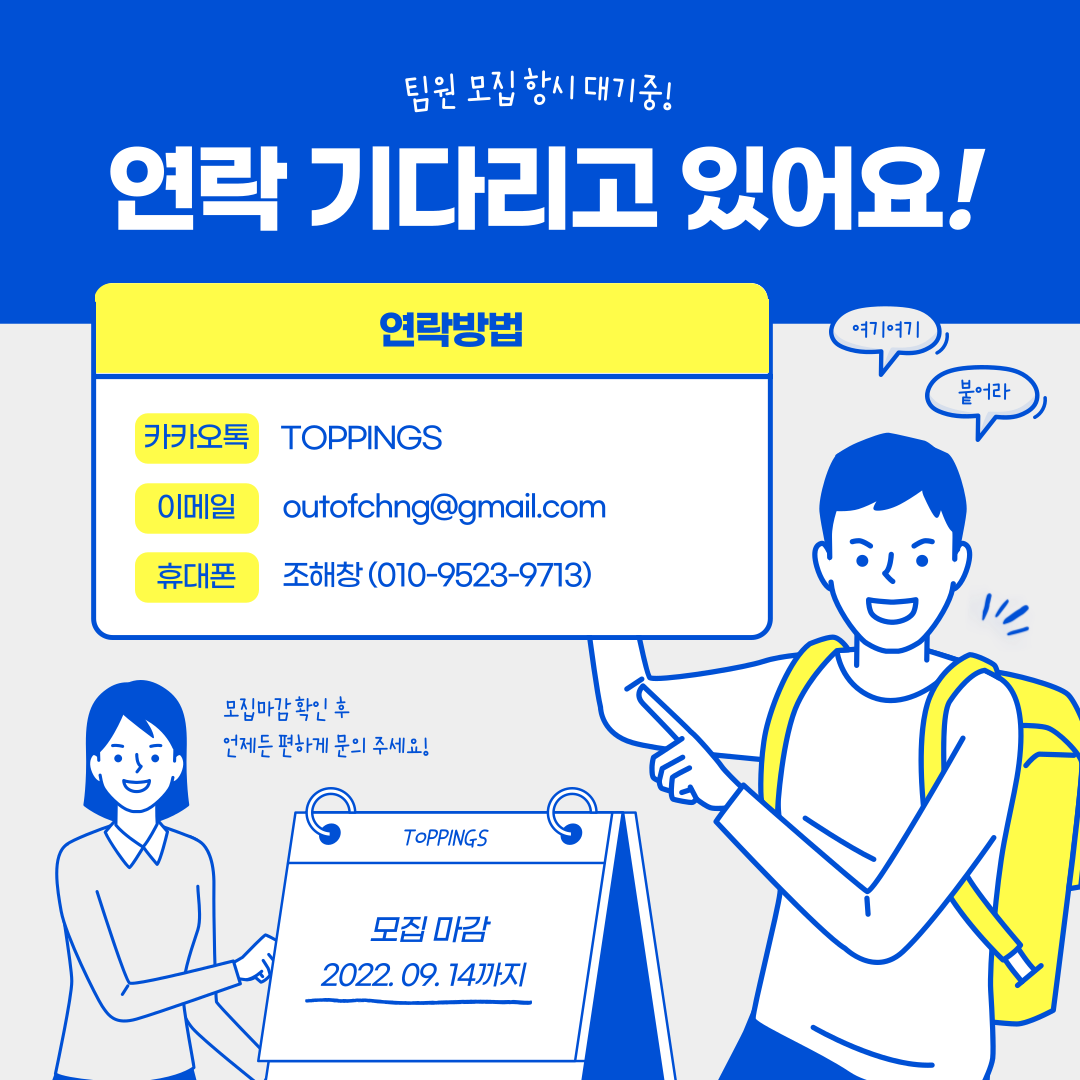 팀원 모집 항시 대기중!
연락 기다리고 있어요!
연락방법
카카오톡 TOPPINGS
이메일 outofchng@gmail.com
휴대폰 조해창 (010-9523-9713)
여기여기
붙어라
모집마감 확인 후
언제든 편하게 문의 주세요!
TOPPINGS
모집 마감
2022. 09. 14까지